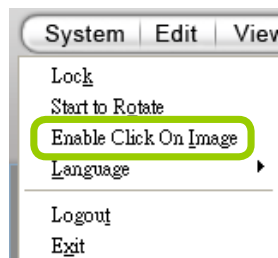 System Edit View
Lock
Start to Rotate
Enable Click On Image
Language
Logout
Exit